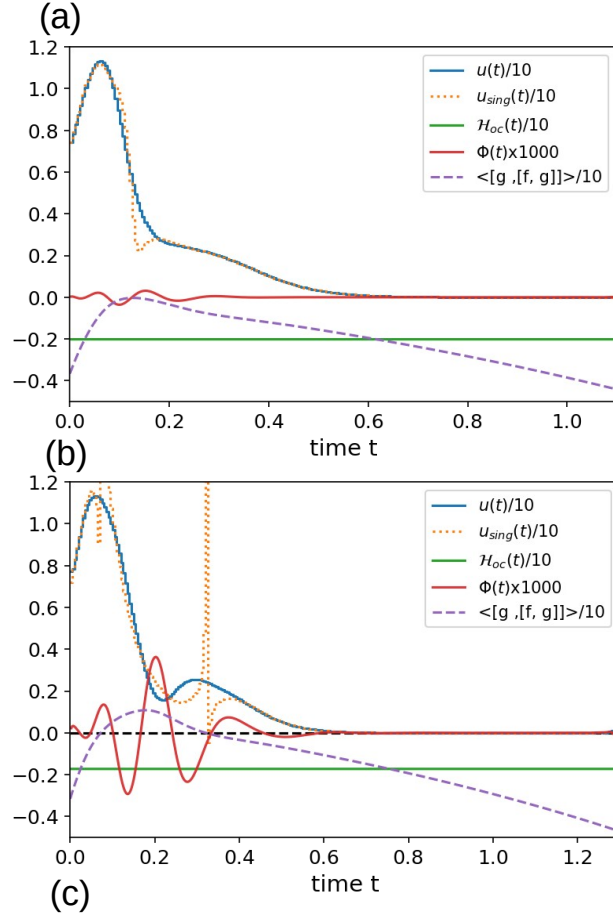 (a)
1.2
1.0
0.8
0.6
0.4
0.2
0.0
−0.2
−0.4
u(t)/10
u_sing(t)/10
ℋ_oc(t)/10
Φ(t)x1000
<[g ,[f, g]]>/10
0.0 0.2 0.4 0.6 0.8 1.0
time t
(b)
1.2
1.0
0.8
0.6
0.4
0.2
0.0
−0.2
−0.4
u(t)/10
u_sing(t)/10
ℋ_oc(t)/10
Φ(t)x1000
<[g ,[f, g]]>/10
0.0 0.2 0.4 0.6 0.8 1.0 1.2
time t
(c)